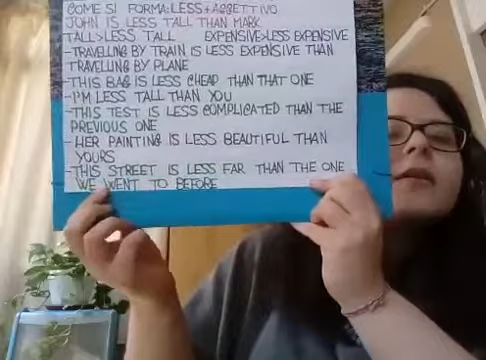 COME SI FORMA: LESS+AGGETTIVO
JOHN IS LESS TALL THAN MARK
TALL>LESS TALL EXPENSIVE>LESS EXPENSIVE
-TRAVELLING BY TRAIN IS LESS EXPENSIVE THAN
TRAVELLING BY PLANE
-THIS BAG IS LESS CHEAP THAN THAT ONE
-I'M LESS TALL THAN YOU
-THIS TEST IS LESS COMPLICATED THAN THE
PREVIOUS ONE
-HER PAINTING IS LESS BEAUTIFUL THAN
YOURS
-THIS STREET IS LESS FAR THAN THE ONE
WE WENT TO BEFORE